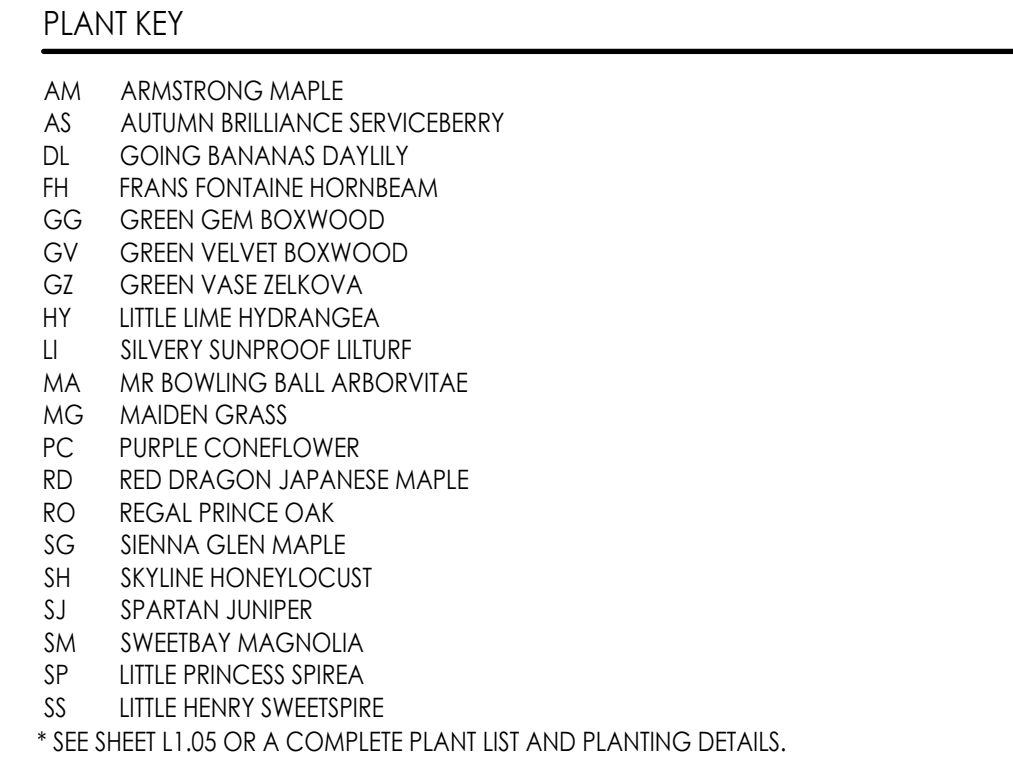 PLANT KEY
AM ARMSTRONG MAPLE
AS AUTUMN BRILLIANCE SERVICEBERRY
DL GOING BANANAS DAYLILY
FH FRANS FONTAINE HORNBEAM
GG GREEN GEM BOXWOOD
GV GREEN VELVET BOXWOOD
GZ GREEN VASE ZELKOVA
HY LITTLE LIME HYDRANGEA
LI SILVERY SUNPROOF LILTURF
MA MR BOWLING BALL ARBORVITAE
MG MAIDEN GRASS
PC PURPLE CONEFLOWER
RD RED DRAGON JAPANESE MAPLE
RO REGAL PRINCE OAK
SG SIENNA GLEN MAPLE
SH SKYLINE HONEYLOCUST
SJ SPARTAN JUNIPER
SM SWEETBAY MAGNOLIA
SP LITTLE PRINCESS SPIREA
SS LITTLE HENRY SWEETSPIRE
* SEE SHEET L1.05 OR A COMPLETE PLANT LIST AND PLANTING DETAILS.